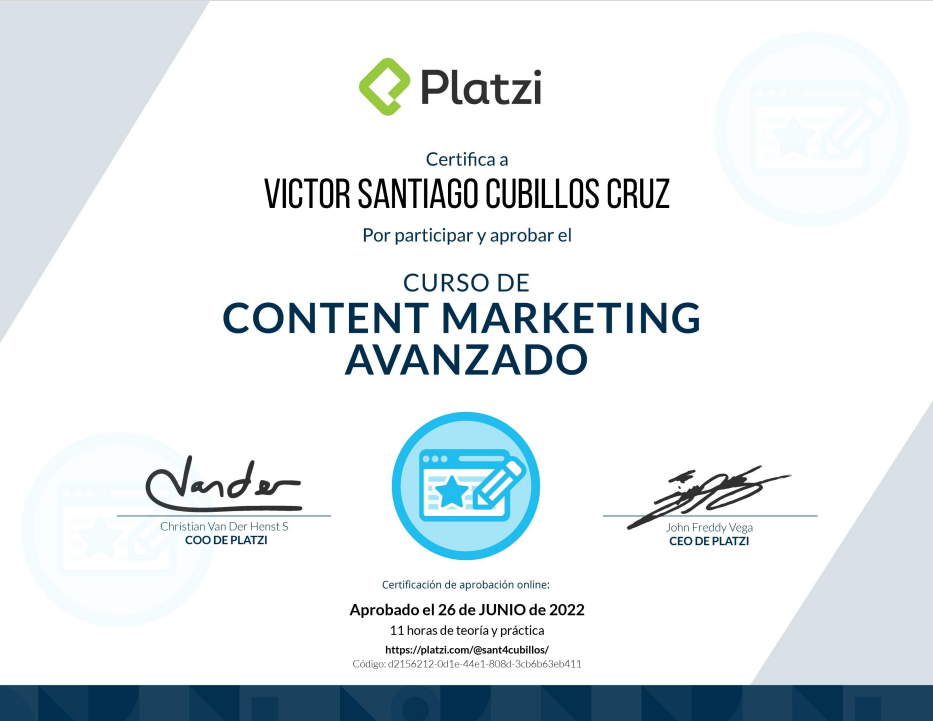 Platzi
Certifica a
VICTOR SANTIAGO CUBILLOS CRUZ
Por participar y aprobar el
CURSO DE
CONTENT MARKETING
AVANZADO
Vander
Christian Van Der Henst S
COO DE PLATZI
John Freddy Vega
CEO DE PLATZI
Certificación de aprobación online:
Aprobado el 26 de JUNIO de 2022
11 horas de teoría y práctica
https://platzi.com/@sant4cubillos/
Código: d2156212-0d1e-44e1-808d-3cb6b63eb411